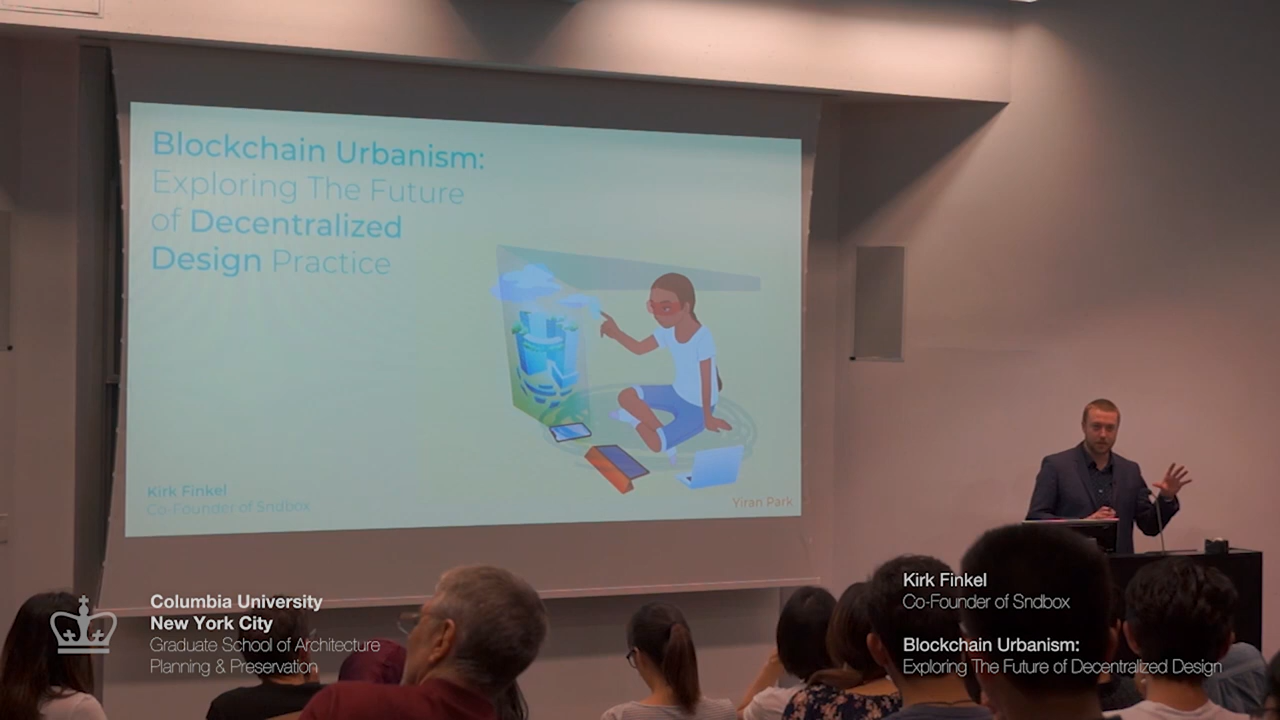 Blockchain Urbanism:
Exploring The Future
of Decentralized
Design Practice
Kirk Finkel
Co-Founder of Sndbox
Yiran Park
Columbia University
New York City
Graduate School of Architecture
Planning & Preservation
Kirk Finkel
Co-Founder of Sndbox
Blockchain Urbanism:
Exploring The Future of Decentralized Design